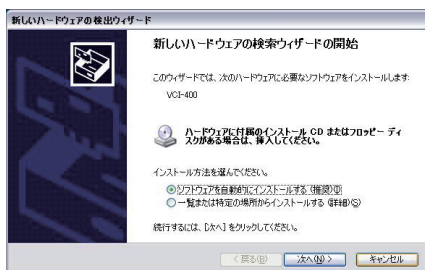 新しいハードウェアの検出ウィザード
新しいハードウェアの検索ウィザードの開始
このウィザードでは、次のハードウェアに必要なソフトウェアをインストールします:
VCI-400
ハードウェアに付属のインストール CD またはフロッピー ディ
スクがある場合は、挿入してください。
インストール方法を選んでください。
ソフトウェアを自動的にインストールする (推奨)(I)
一覧または特定の場所からインストールする (詳細)(S)
続行するには、[次へ] をクリックしてください。
< 戻る(B) 次へ(N) > キャンセル